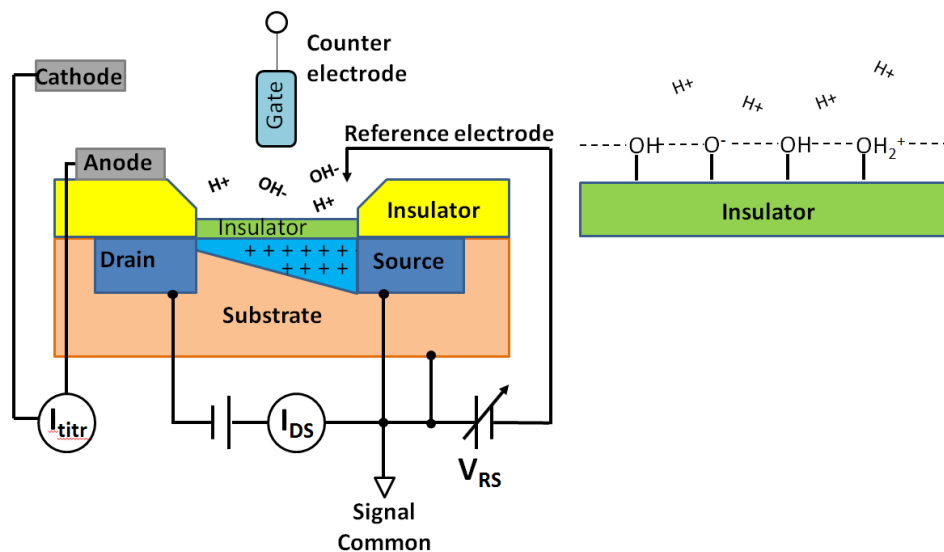 Counter
electrode
Cathode
Gate
Reference electrode
Anode
H+
OH-
OH-
H+
Insulator
Insulator
+ + + + + +
+ + + +
Drain
Source
Substrate
I titr
I DS
V RS
Signal
Common
H+
H+
H+
H+
OH
O-
OH
OH2+
Insulator